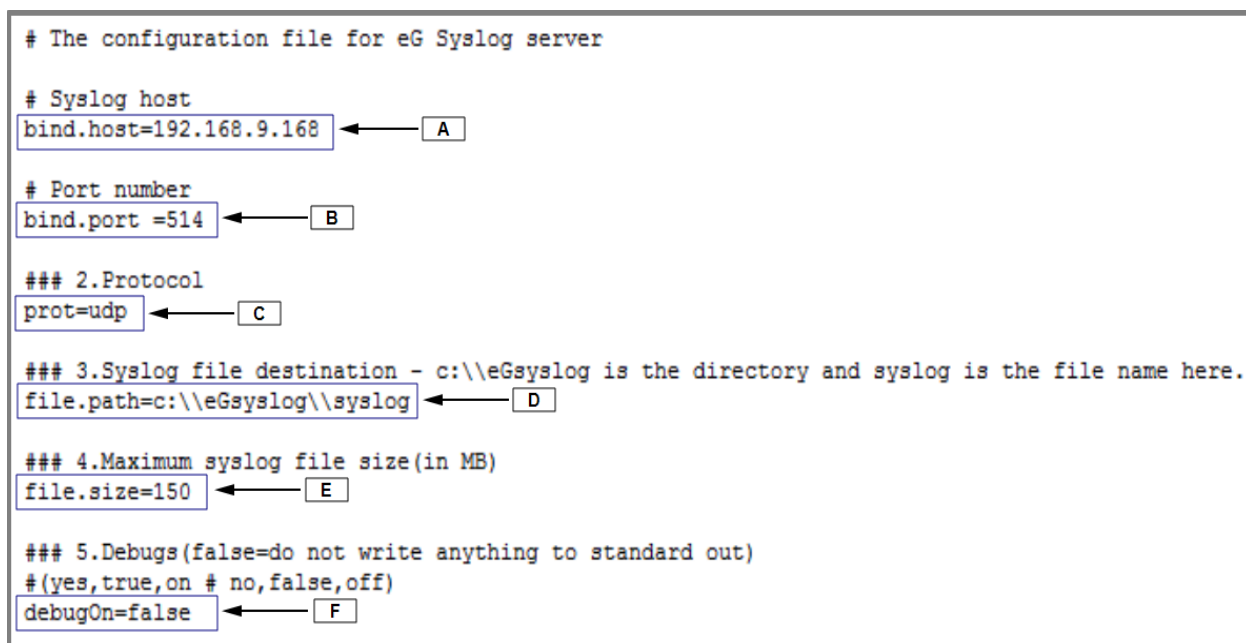 # The configuration file for eG Syslog server
# Syslog host
bind.host=192.168.9.168 A
# Port number
bind.port =514 B
### 2.Protocol
prot=udp C
### 3.Syslog file destination - c:\\eGsyslog is the directory and syslog is the file name here.
file.path=c:\\eGsyslog\\syslog D
### 4.Maximum syslog file size(in MB)
file.size=150 E
### 5.Debugs(false=do not write anything to standard out)
#(yes,true,on # no,false,off)
debugOn=false F